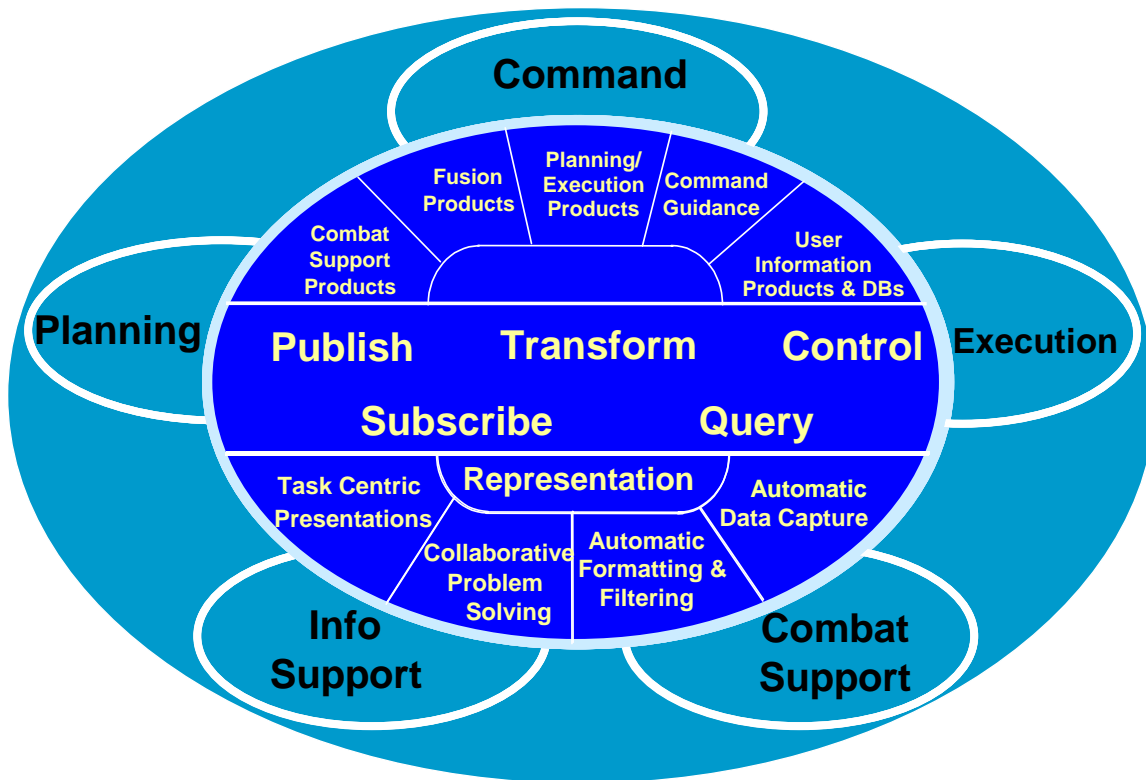 Command
Fusion
Products
Planning/
Execution
Products
Command
Guidance
Combat
Support
Products
User
Information
Products & DBs
Planning
Publish
Transform
Control
Execution
Subscribe
Query
Representation
Task Centric
Presentations
Collaborative
Problem
Solving
Automatic
Formatting &
Filtering
Automatic
Data Capture
Info
Support
Combat
Support